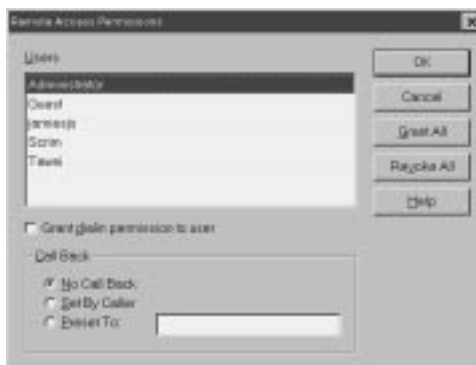 Remote Access Permissions
Users
Administrator
Guest
jamesjs
Scrim
Tawni
OK
Cancel
Grant All
Revoke All
Help
Grant dialin permission to user
Call Back
No Call Back
Set By Caller
Preset To: